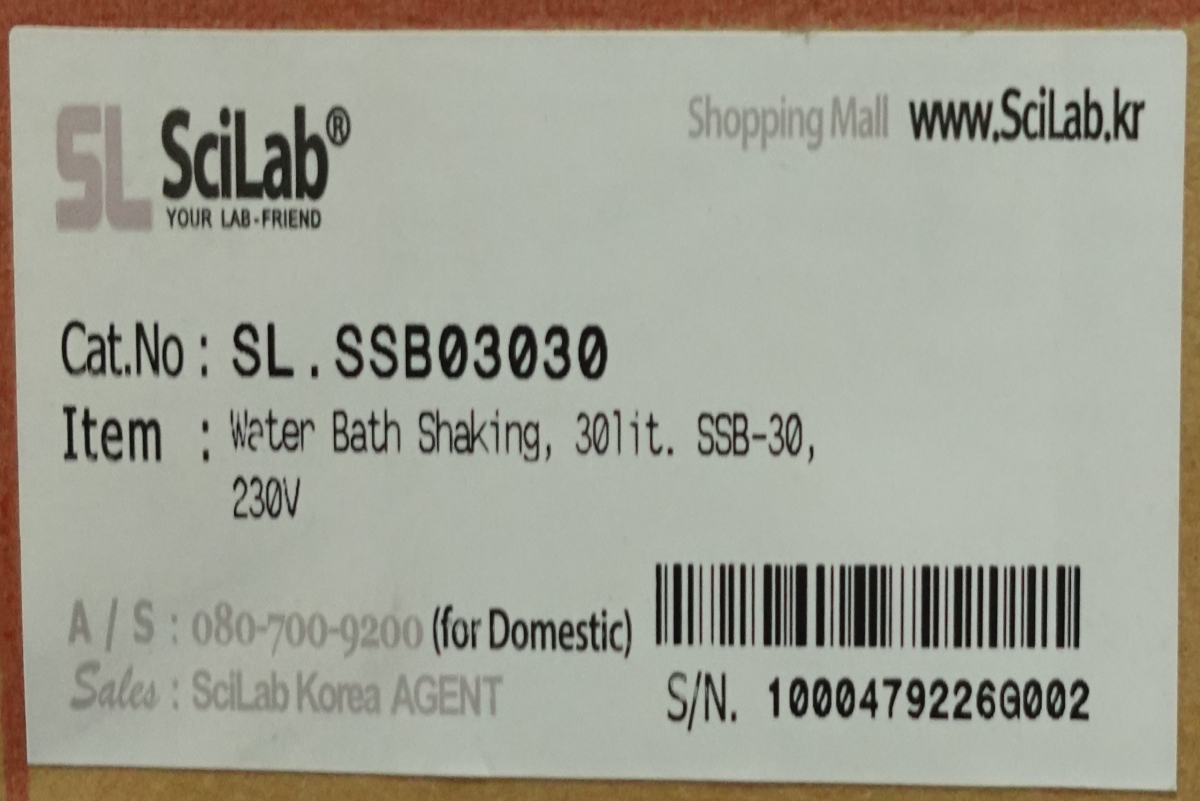 SL SciLab®
YOUR LAB-FRIEND
Shopping Mall www.SciLab.kr
Cat.No : SL.SSB03030
Item : Water Bath Shaking, 30lit. SSB-30,
230V
A / S : 080-700-9200 (for Domestic)
Sales : SciLab Korea AGENT
S/N. 1000479226G002